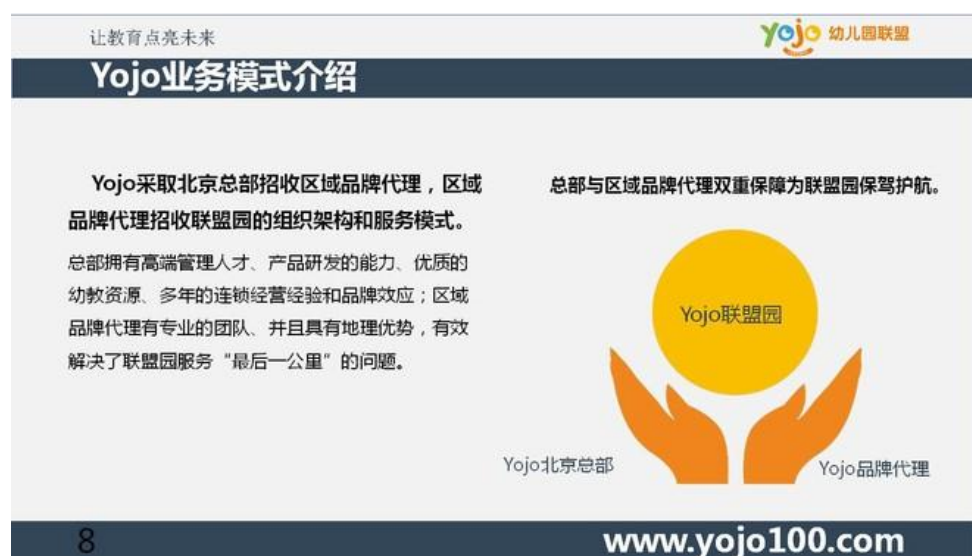 让教育点亮未来
Yojo 幼儿园联盟
Yojo业务模式介绍
Yojo采取北京总部招收区域品牌代理，区域
品牌代理招收联盟园的组织架构和服务模式。
总部拥有高端管理人才、产品研发的能力、优质的
幼教资源、多年的连锁经营经验和品牌效应；区域
品牌代理有专业的团队、并且具有地理优势，有效
解决了联盟园服务“最后一公里”的问题。
总部与区域品牌代理双重保障为联盟园保驾护航。
Yojo联盟园
Yojo北京总部
Yojo品牌代理
8
www.yojo100.com